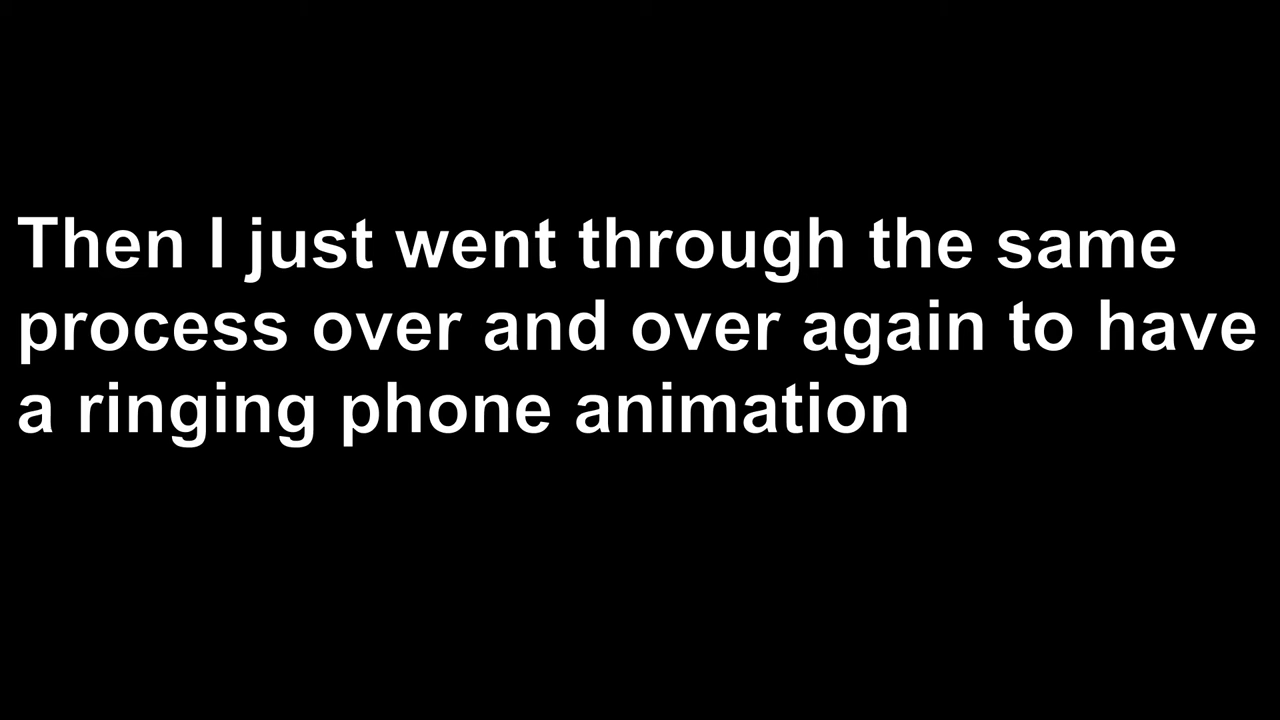 Then I just went through the same
process over and over again to have
a ringing phone animation